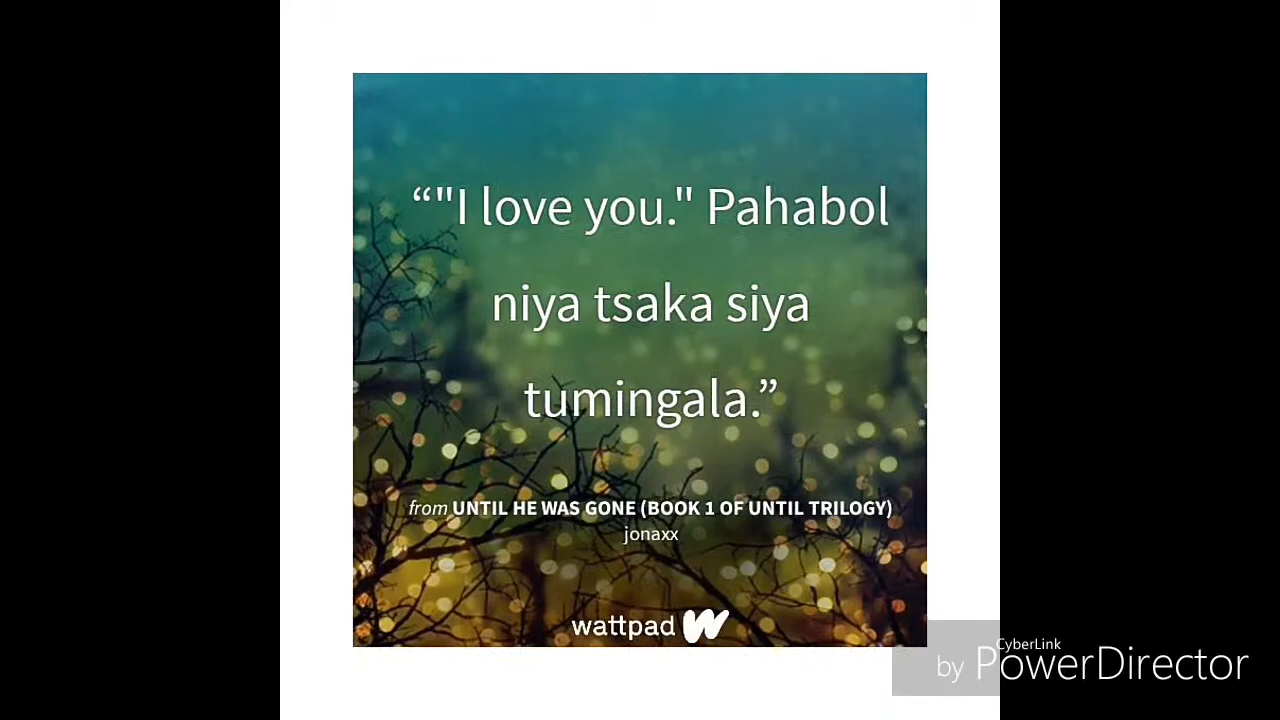 “"I love you." Pahabol
niya tsaka siya
tumingala.”
from UNTIL HE WAS GONE (BOOK 1 OF UNTIL TRILOGY)
jonaxx
wattpad
CyberLink
by PowerDirector